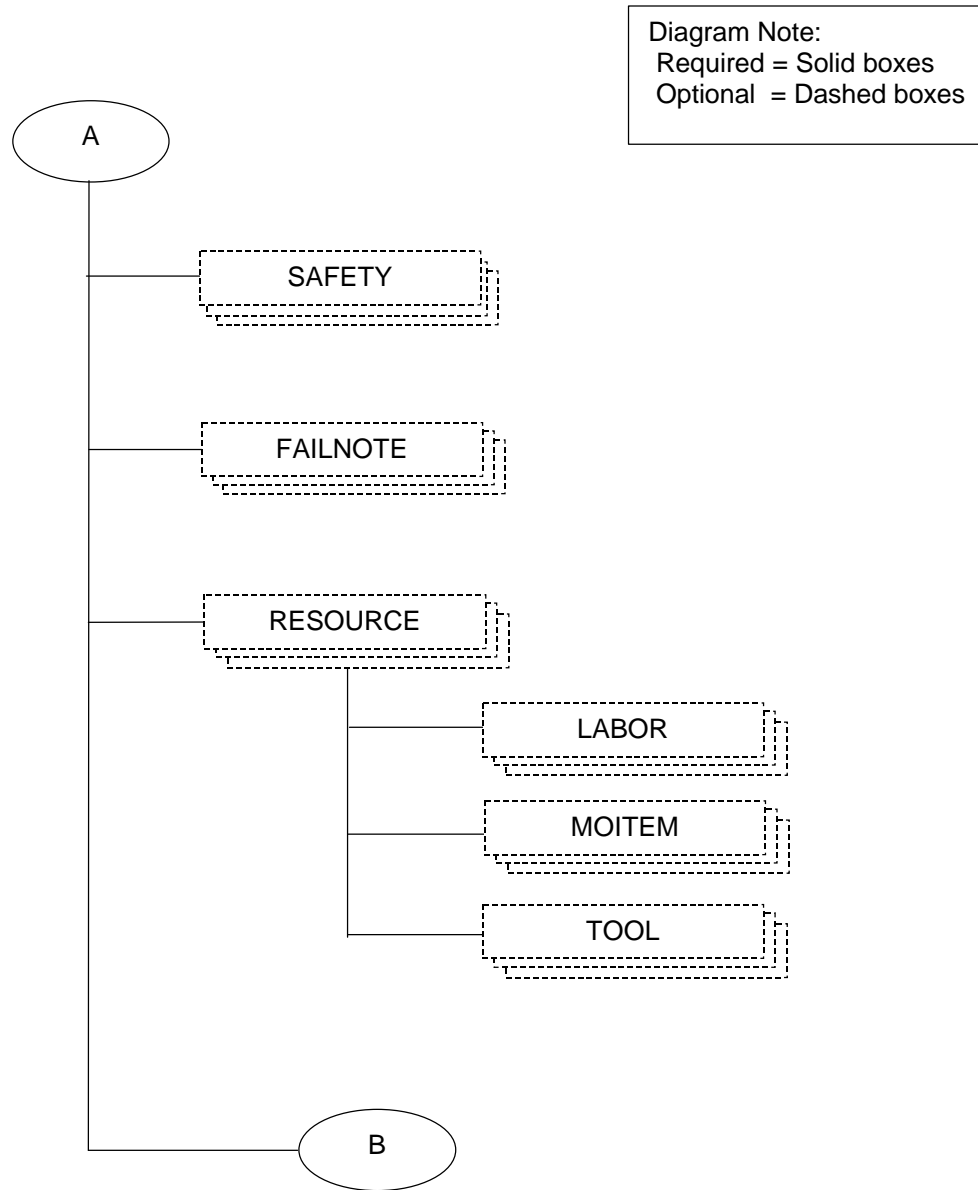 Diagram Note:
Required = Solid boxes
Optional = Dashed boxes
A
SAFETY
FAILNOTE
RESOURCE
LABOR
MOITEM
TOOL
B